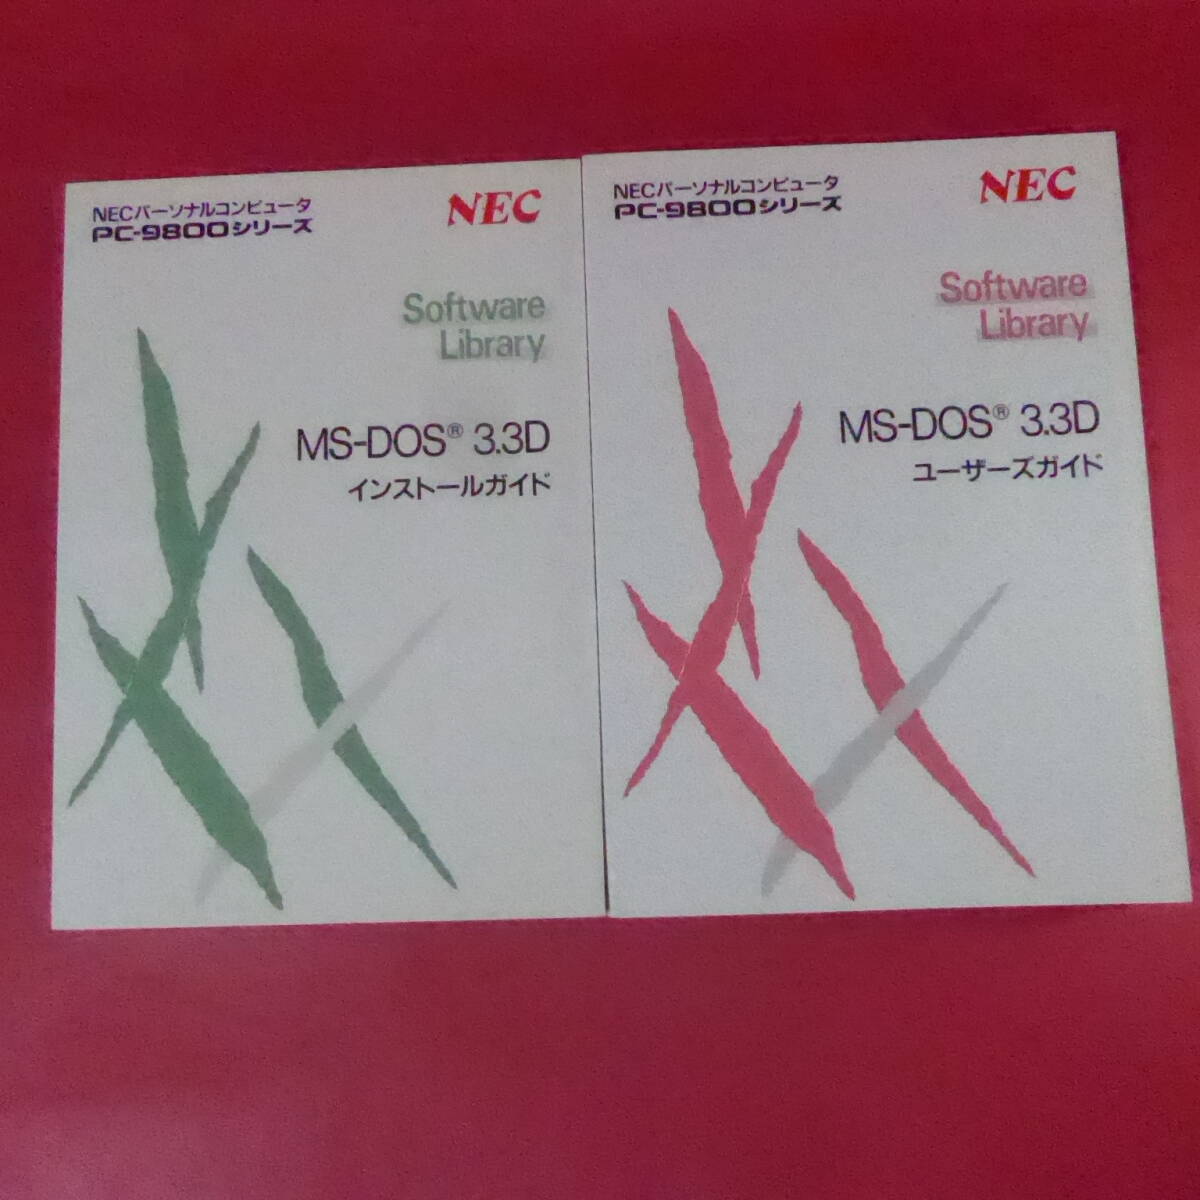 NECパーソナルコンピュータ
PC-9800シリーズ
NEC
Software
Library
MS-DOS® 3.3D
インストールガイド
NECパーソナルコンピュータ
PC-9800シリーズ
NEC
Software
Library
MS-DOS® 3.3D
ユーザーズガイド